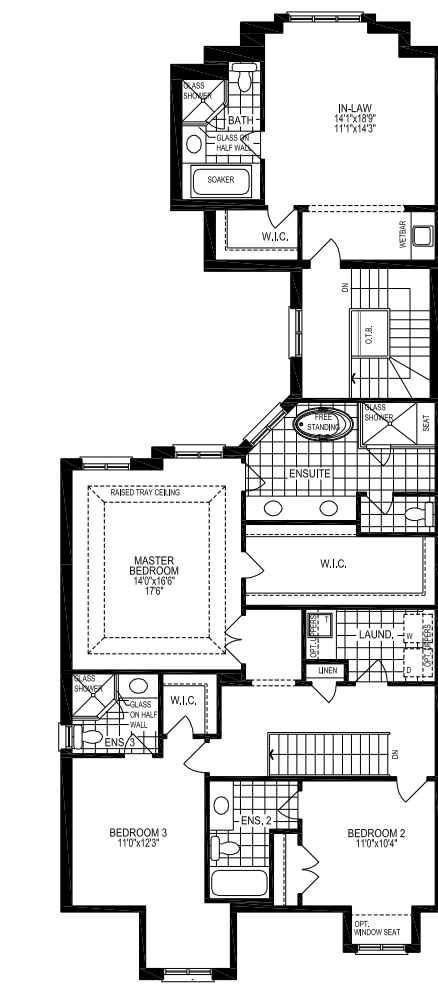 GLASS
SHOWER
BATH
GLASS ON
HALF WALL
SOAKER
IN-LAW
14'1"x18'9"
11'1"x14'3"
W.I.C.
WETBAR
DN
O.T.B.
FREE
STANDING
GLASS
SHOWER
SEAT
ENSUITE
RAISED TRAY CEILING
MASTER
BEDROOM
14'0"x16'6"
17'6"
W.I.C.
OPT. UPPERS
T
LAUND.
W
D
OPT. UPPERS
LINEN
GLASS
SHOWER
GLASS
ON HALF
WALL
ENS. 3
W.I.C.
DN
BEDROOM 3
11'0"x12'3"
ENS. 2
BEDROOM 2
11'0"x10'4"
OPT.
WINDOW SEAT